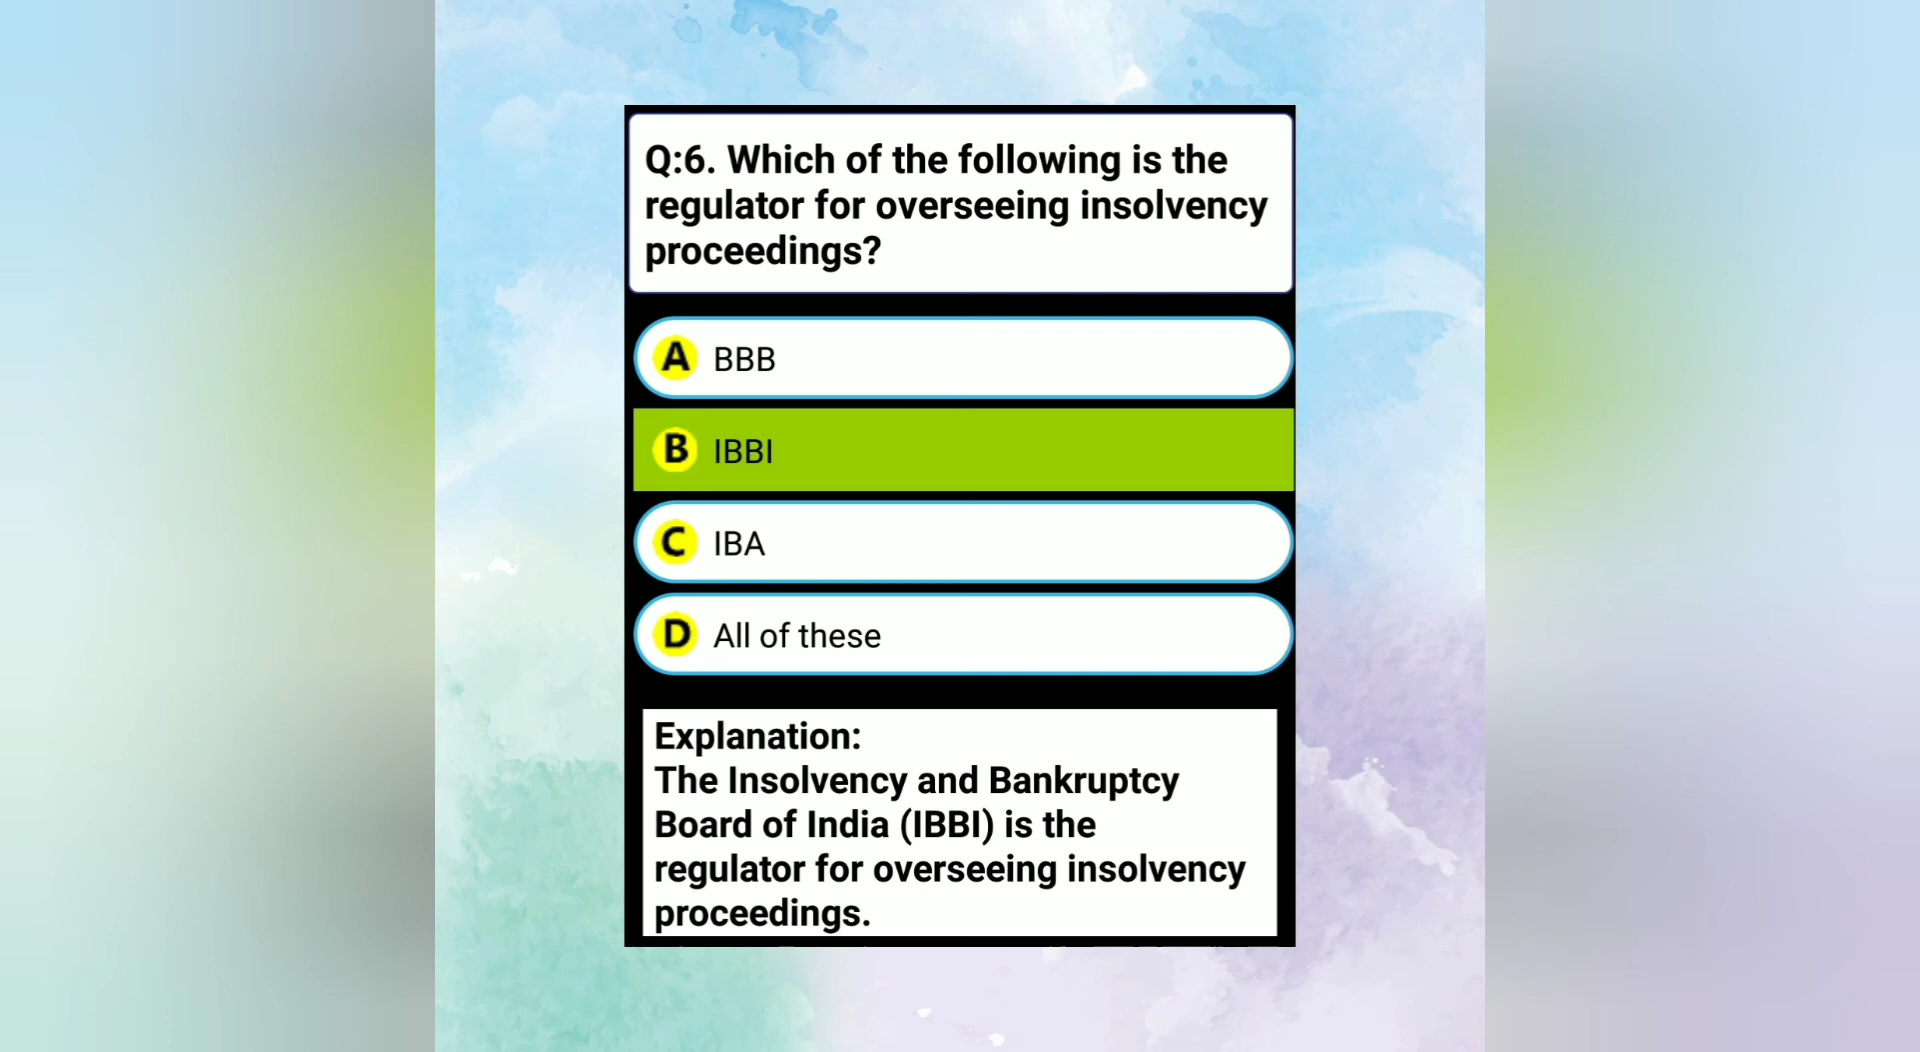 Q:6. Which of the following is the
regulator for overseeing insolvency
proceedings?
A BBB
B IBBI
C IBA
D All of these
Explanation:
The Insolvency and Bankruptcy
Board of India (IBBI) is the
regulator for overseeing insolvency
proceedings.